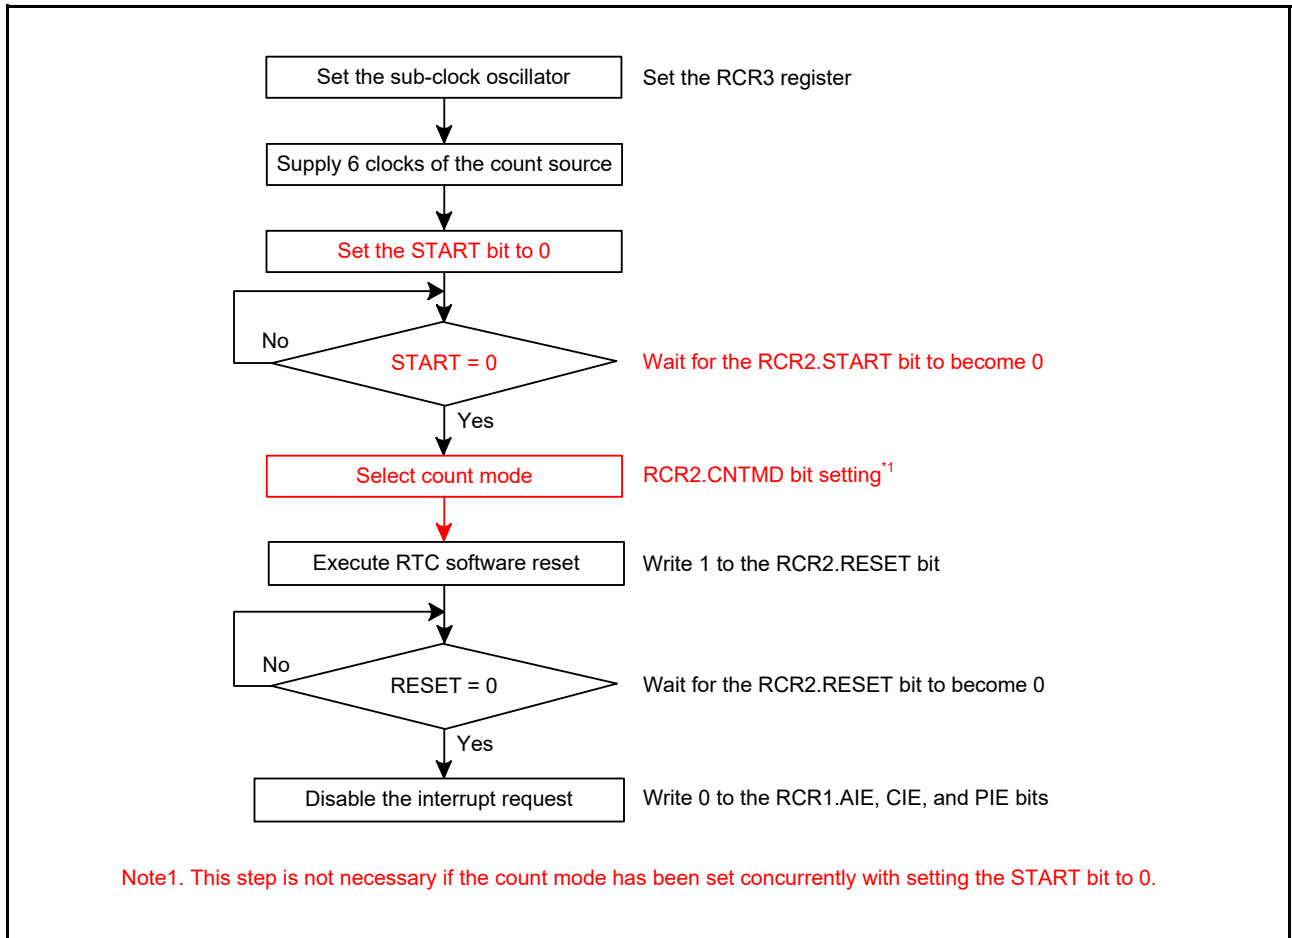 Set the sub-clock oscillator
Set the RCR3 register
Supply 6 clocks of the count source
Set the START bit to 0
No
START = 0
Wait for the RCR2.START bit to become 0
Yes
Select count mode
RCR2.CNTMD bit setting*1
Execute RTC software reset
Write 1 to the RCR2.RESET bit
No
RESET = 0
Wait for the RCR2.RESET bit to become 0
Yes
Disable the interrupt request
Write 0 to the RCR1.AIE, CIE, and PIE bits
Note1. This step is not necessary if the count mode has been set concurrently with setting the START bit to 0.